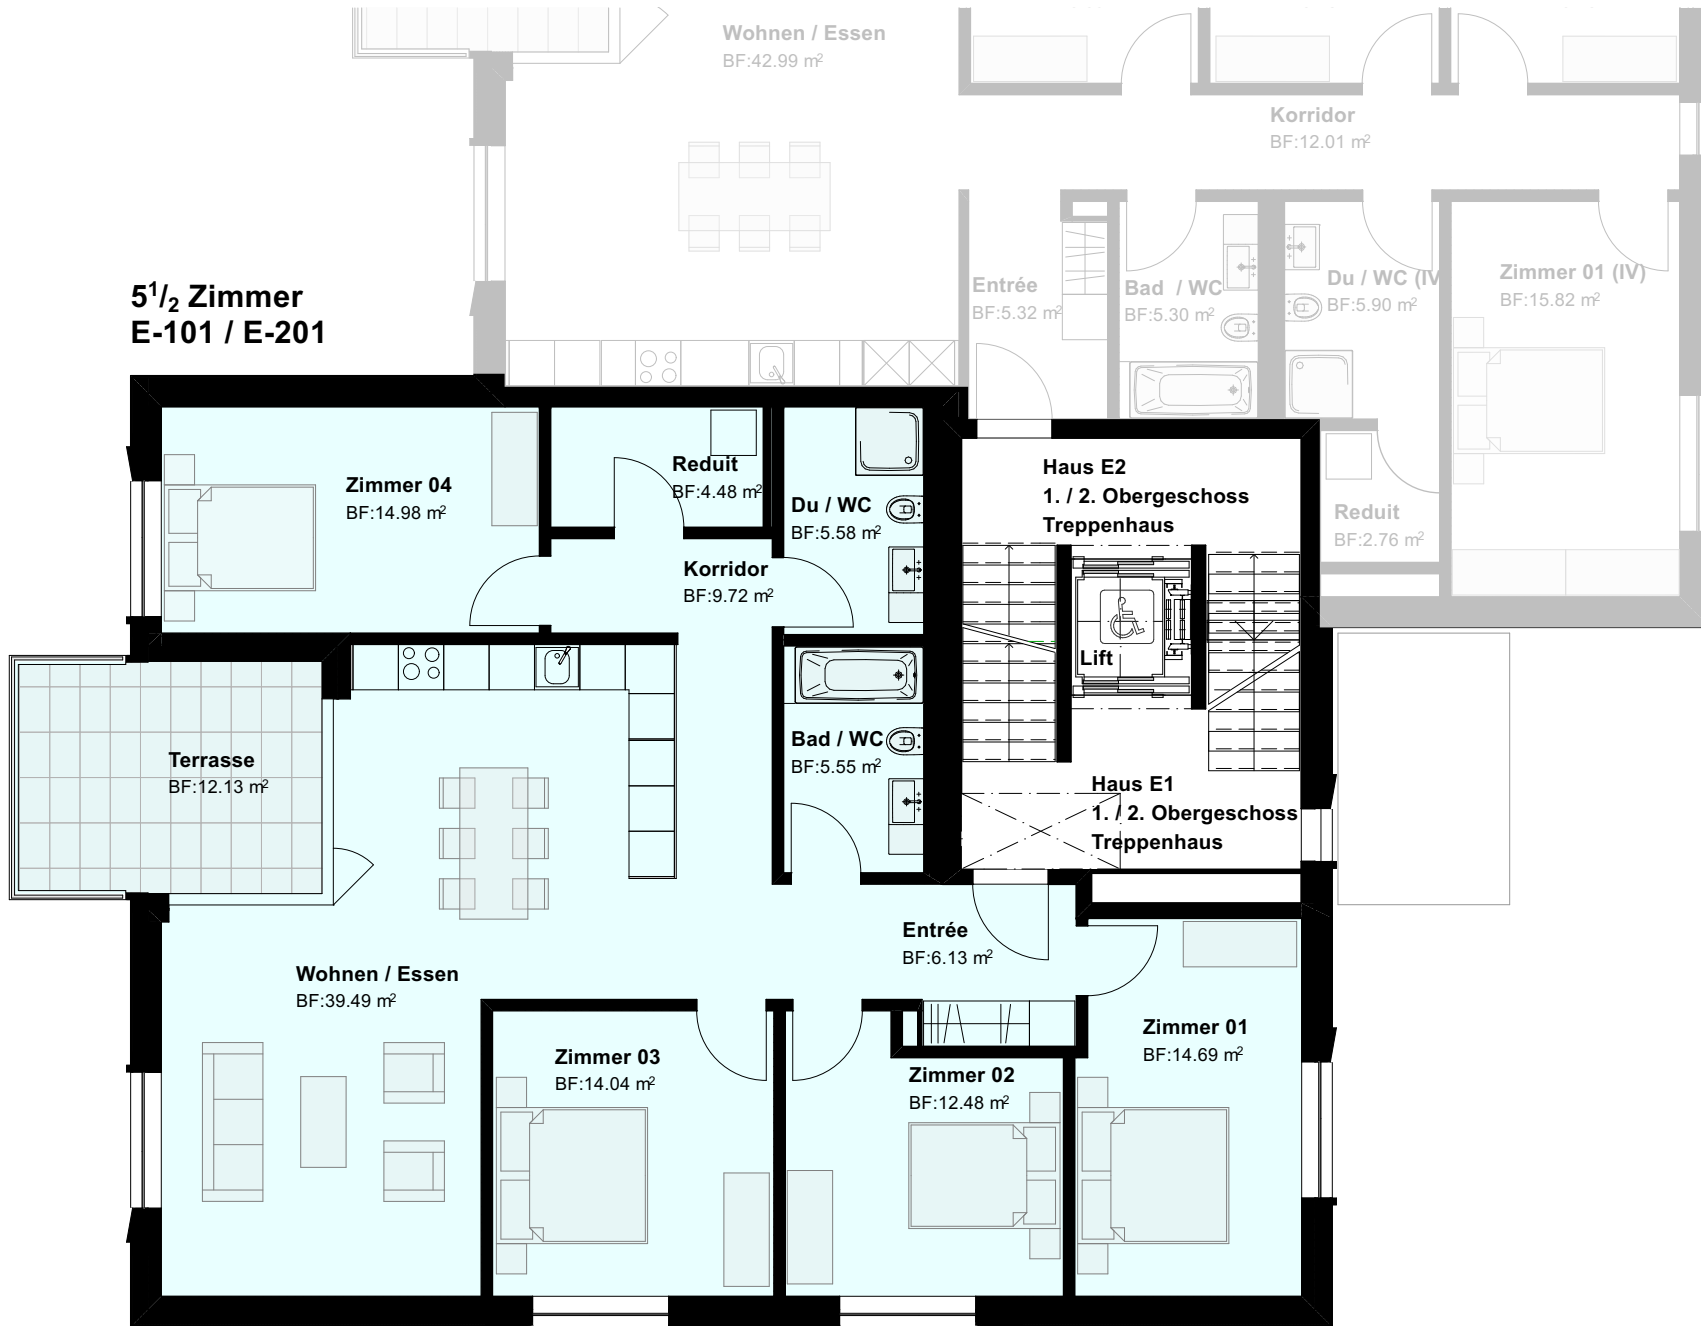 Wohnen / Essen
BF:42.99 m²
Korridor
BF:12.01 m²
Entrée
BF:5.32 m²
Bad / WC
BF:5.30 m²
Du / WC (IV
BF:5.90 m²
Zimmer 01 (IV)
BF:15.82 m²
5¹/₂ Zimmer
E-101 / E-201
Reduit
BF:2.76 m²
Zimmer 04
BF:14.98 m²
Reduit
BF:4.48 m²
Du / WC
BF:5.58 m²
Haus E2
1. / 2. Obergeschoss
Treppenhaus
Korridor
BF:9.72 m²
Lift
Terrasse
BF:12.13 m²
Bad / WC
BF:5.55 m²
Haus E1
1. / 2. Obergeschoss
Treppenhaus
Entrée
BF:6.13 m²
Wohnen / Essen
BF:39.49 m²
Zimmer 03
BF:14.04 m²
Zimmer 02
BF:12.48 m²
Zimmer 01
BF:14.69 m²